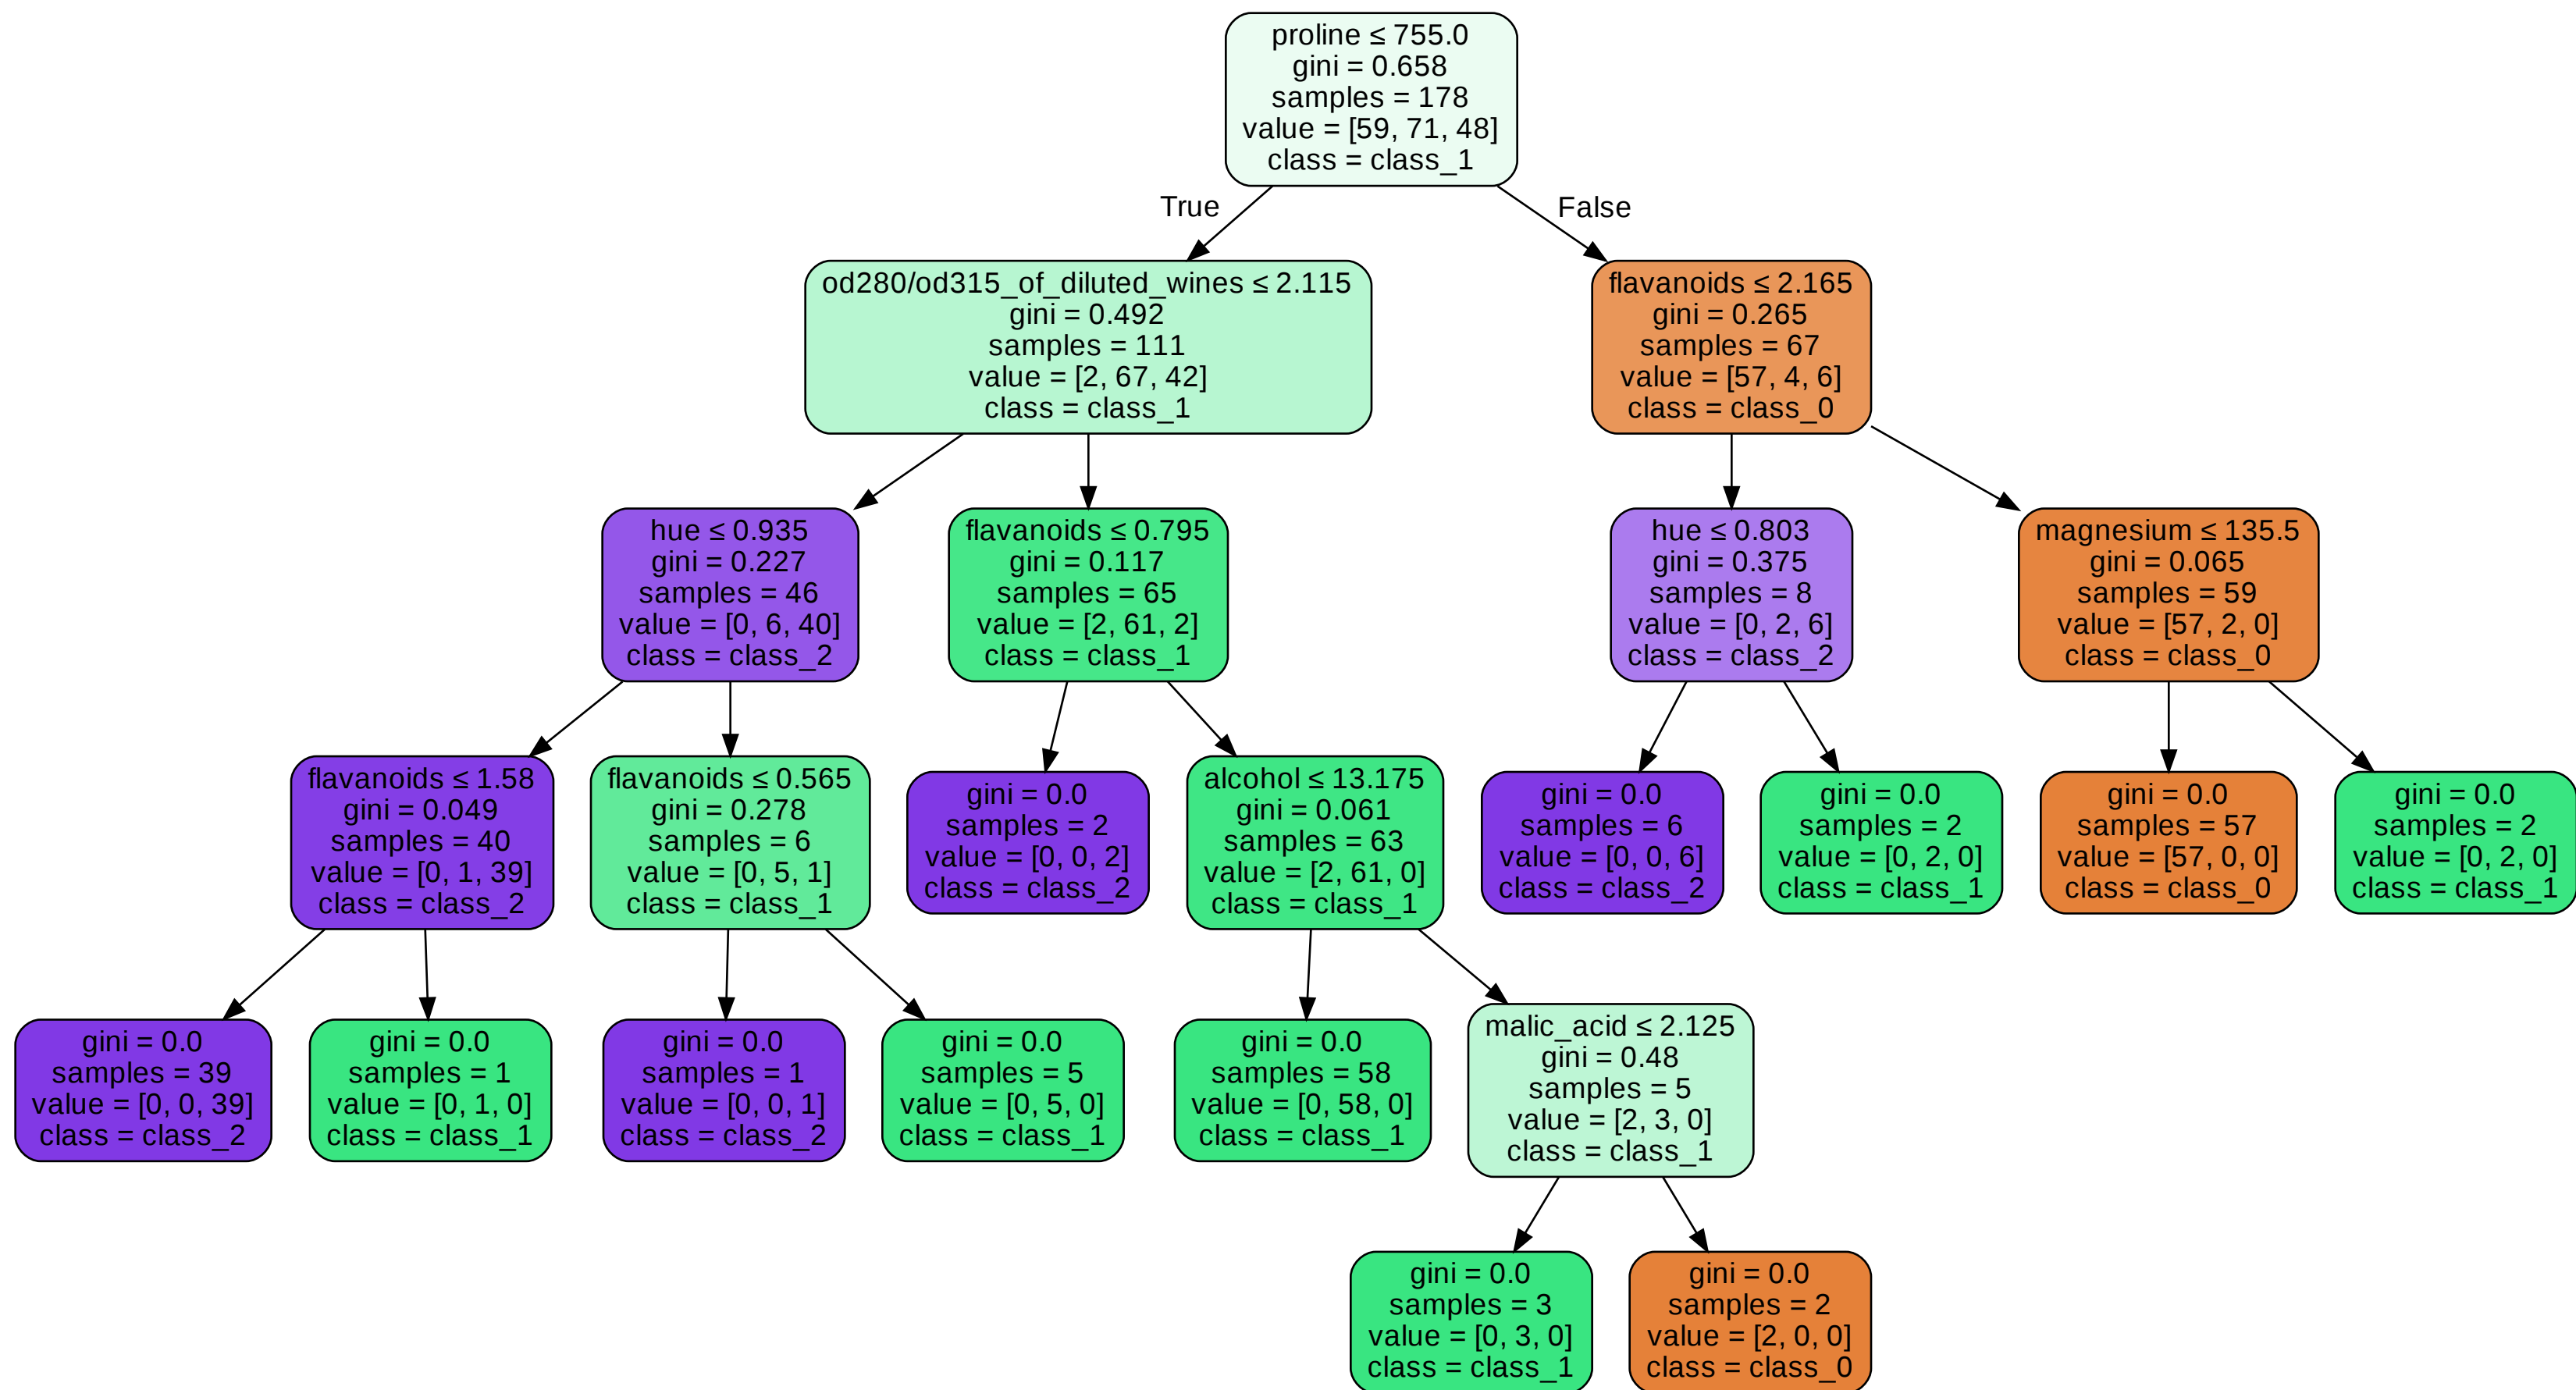 proline ≤ 755.0
gini = 0.658
samples = 178
value = [59, 71, 48]
class = class_1
True
False
od280/od315_of_diluted_wines ≤ 2.115
gini = 0.492
samples = 111
value = [2, 67, 42]
class = class_1
flavanoids ≤ 2.165
gini = 0.265
samples = 67
value = [57, 4, 6]
class = class_0
hue ≤ 0.935
gini = 0.227
samples = 46
value = [0, 6, 40]
class = class_2
flavanoids ≤ 0.795
gini = 0.117
samples = 65
value = [2, 61, 2]
class = class_1
hue ≤ 0.803
gini = 0.375
samples = 8
value = [0, 2, 6]
class = class_2
magnesium ≤ 135.5
gini = 0.065
samples = 59
value = [57, 2, 0]
class = class_0
flavanoids ≤ 1.58
gini = 0.049
samples = 40
value = [0, 1, 39]
class = class_2
flavanoids ≤ 0.565
gini = 0.278
samples = 6
value = [0, 5, 1]
class = class_1
gini = 0.0
samples = 2
value = [0, 0, 2]
class = class_2
alcohol ≤ 13.175
gini = 0.061
samples = 63
value = [2, 61, 0]
class = class_1
gini = 0.0
samples = 6
value = [0, 0, 6]
class = class_2
gini = 0.0
samples = 2
value = [0, 2, 0]
class = class_1
gini = 0.0
samples = 57
value = [57, 0, 0]
class = class_0
gini = 0.0
samples = 2
value = [0, 2, 0]
class = class_1
gini = 0.0
samples = 39
value = [0, 0, 39]
class = class_2
gini = 0.0
samples = 1
value = [0, 1, 0]
class = class_1
gini = 0.0
samples = 1
value = [0, 0, 1]
class = class_2
gini = 0.0
samples = 5
value = [0, 5, 0]
class = class_1
gini = 0.0
samples = 58
value = [0, 58, 0]
class = class_1
malic_acid ≤ 2.125
gini = 0.48
samples = 5
value = [2, 3, 0]
class = class_1
gini = 0.0
samples = 3
value = [0, 3, 0]
class = class_1
gini = 0.0
samples = 2
value = [2, 0, 0]
class = class_0